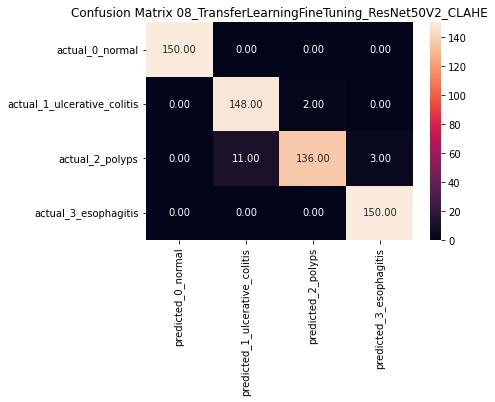 Confusion Matrix 08_TransferLearningFineTuning_ResNet50V2_CLAHE
actual_0_normal 150.00 0.00 0.00 0.00
actual_1_ulcerative_colitis 0.00 148.00 2.00 0.00
actual_2_polyps 0.00 11.00 136.00 3.00
actual_3_esophagitis 0.00 0.00 0.00 150.00
predicted_0_normal
predicted_1_ulcerative_colitis
predicted_2_polyps
predicted_3_esophagitis
140
120
100
80
60
40
20
0